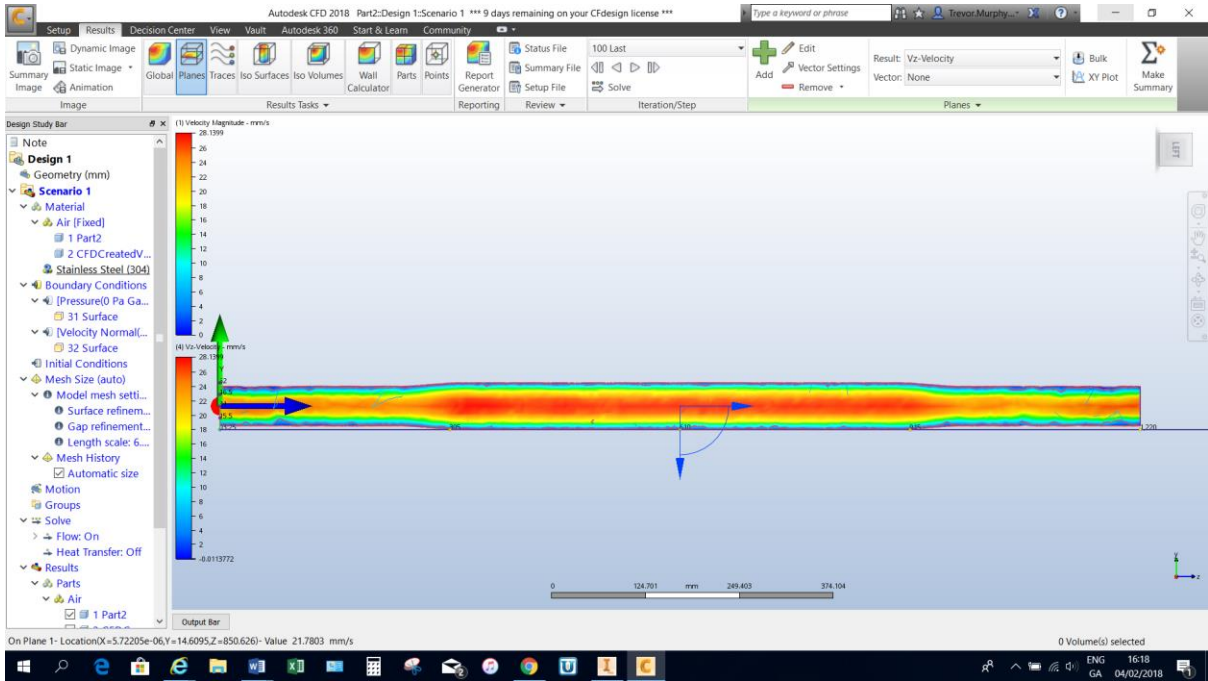 Autodesk CFD 2018 Part2::Design 1::Scenario 1 *** 9 days remaining on your CFdesign license ***
Type a keyword or phrase
Trevor.Murphy...
Setup Results Decision Center View Vault Autodesk 360 Start & Learn Community
Summary Image
Dynamic Image
Static Image
Animation
Image
Global Planes Traces Iso Surfaces Iso Volumes Wall Calculator Parts Points
Results Tasks
Report Generator
Reporting
Status File
Summary File
Setup File
Review
100 Last
Solve
Iteration/Step
Add
Edit
Vector Settings
Remove
Result: Vz-Velocity
Vector: None
Bulk
XY Plot
Make Summary
Planes
Design Study Bar
Note
Design 1
Geometry (mm)
Scenario 1
Material
Air [Fixed]
1 Part2
2 CFDCreatedV...
Stainless Steel (304)
Boundary Conditions
[Pressure(0 Pa Ga...
31 Surface
[Velocity Normal(...
32 Surface
Initial Conditions
Mesh Size (auto)
Model mesh setti...
Surface refinem...
Gap refinement...
Length scale: 6....
Mesh History
Automatic size
Motion
Groups
Solve
Flow: On
Heat Transfer: Off
Results
Parts
Air
1 Part2
(1) Velocity Magnitude - mm/s
28.1399
26
24
22
20
18
16
14
12
10
8
6
4
2
0
(4) Vz-Velocity - mm/s
28.1399
26
24
22
20
18
16
14
12
10
8
6
4
2
-0.0113772
LEFT
1,220
0 124.701 mm 249.403 374.104
Y
z
Output Bar
On Plane 1- Location(X=5.72205e-06,Y=14.6095,Z=850.626)- Value 21.7803 mm/s
0 Volume(s) selected
ENG
GA
16:18
04/02/2018